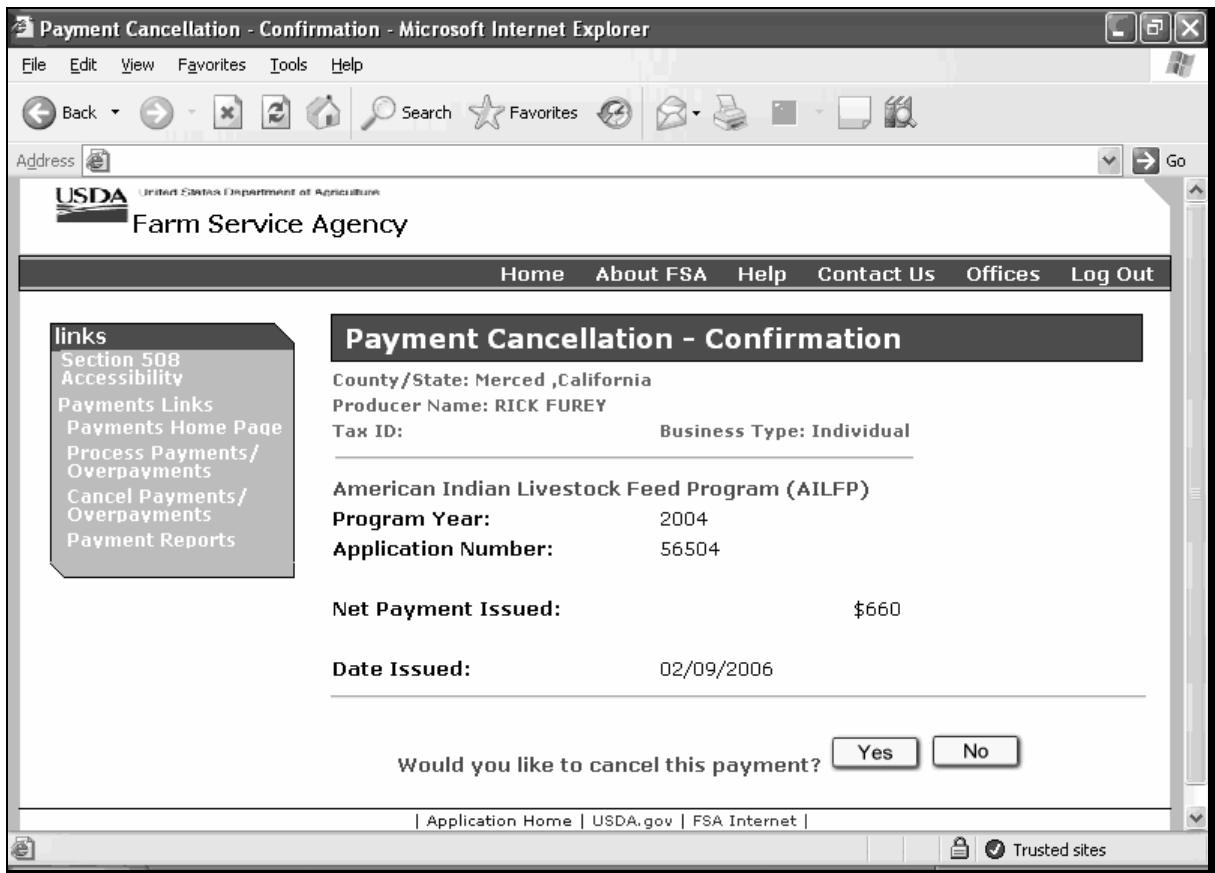 Payment Cancellation - Confirmation - Microsoft Internet Explorer
File Edit View Favorites Tools Help
Back Search Favorites
Address Go
USDA United States Department of Agriculture
Farm Service Agency
Home About FSA Help Contact Us Offices Log Out
links
Section 508
Accessibility
Payments Links
Payments Home Page
Process Payments/
Overpayments
Cancel Payments/
Overpayments
Payment Reports
Payment Cancellation - Confirmation
County/State: Merced ,California
Producer Name: RICK FUREY
Tax ID: Business Type: Individual
American Indian Livestock Feed Program (AILFP)
Program Year: 2004
Application Number: 56504
Net Payment Issued: $660
Date Issued: 02/09/2006
Would you like to cancel this payment? Yes No
| Application Home | USDA.gov | FSA Internet |
Trusted sites